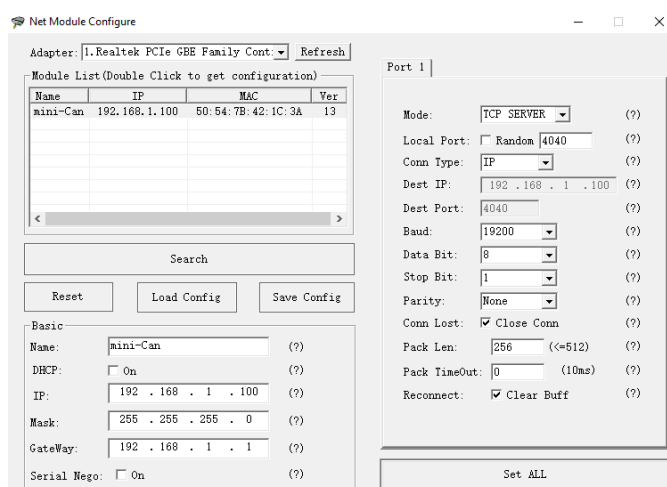 Net Module Configure
Adapter: 1.Realtek PCIe GBE Family Cont: Refresh
Module List(Double Click to get configuration)
Name IP MAC Ver
mini-Can 192.168.1.100 50:54:7B:42:1C:3A 13
Search
Reset Load Config Save Config
Basic
Name: mini-Can (?)
DHCP: On (?)
IP: 192 . 168 . 1 . 100 (?)
Mask: 255 . 255 . 255 . 0 (?)
GateWay: 192 . 168 . 1 . 1 (?)
Serial Nego: On (?)
Port 1
Mode: TCP SERVER (?)
Local Port: Random 4040 (?)
Conn Type: IP (?)
Dest IP: 192 . 168 . 1 . 100 (?)
Dest Port: 4040 (?)
Baud: 19200 (?)
Data Bit: 8 (?)
Stop Bit: 1 (?)
Parity: None (?)
Conn Lost: Close Conn (?)
Pack Len: 256 (<=512) (?)
Pack TimeOut: 0 (10ms) (?)
Reconnect: Clear Buff (?)
Set ALL